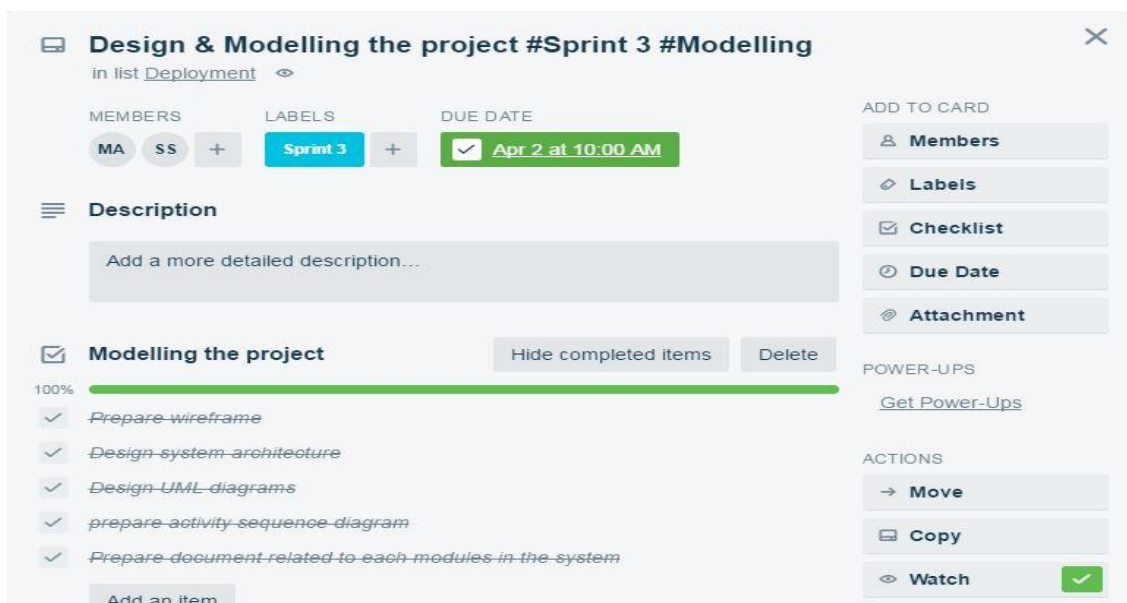 Design & Modelling the project #Sprint 3 #Modelling
in list Deployment
MEMBERS
LABELS
DUE DATE
MA
SS
Sprint 3
Apr 2 at 10:00 AM
Description
Add a more detailed description…
Modelling the project
Hide completed items
Delete
100%
Prepare wireframe
Design system architecture
Design UML diagrams
prepare activity sequence diagram
Prepare document related to each modules in the system
Add an item
ADD TO CARD
Members
Labels
Checklist
Due Date
Attachment
POWER-UPS
Get Power-Ups
ACTIONS
Move
Copy
Watch